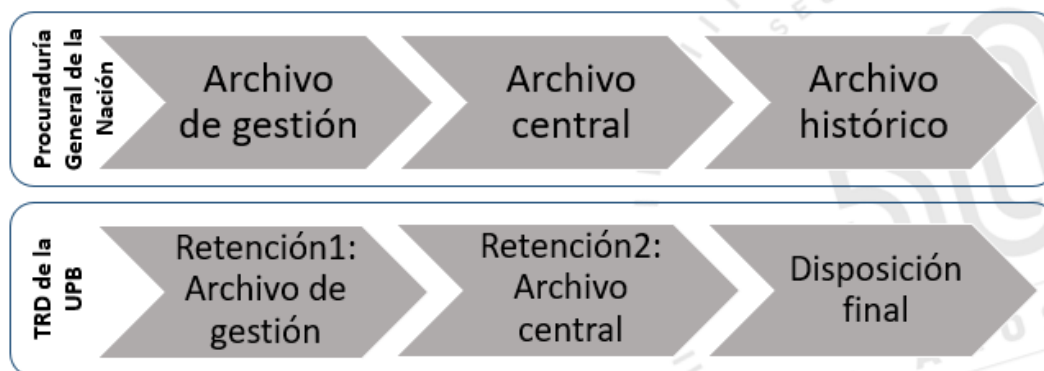 Procuraduría
General de la
Nación
Archivo
de gestión
Archivo
central
Archivo
histórico
TRD de la
UPB
Retención1:
Archivo de
gestión
Retención2:
Archivo
central
Disposición
final